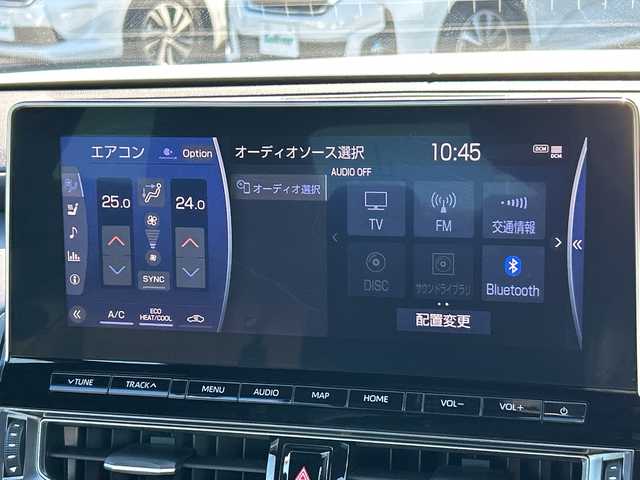 エアコン
Option
オーディオソース選択
10:45
DCM
DCM
AUDIO OFF
オーディオ選択
25.0
24.0
TV
FM
交通情報
SYNC
DISC
サウンドライブラリ
Bluetooth
A/C
ECO
HEAT/COOL
配置変更
TUNE
TRACK
MENU
AUDIO
MAP
HOME
VOL−
VOL+